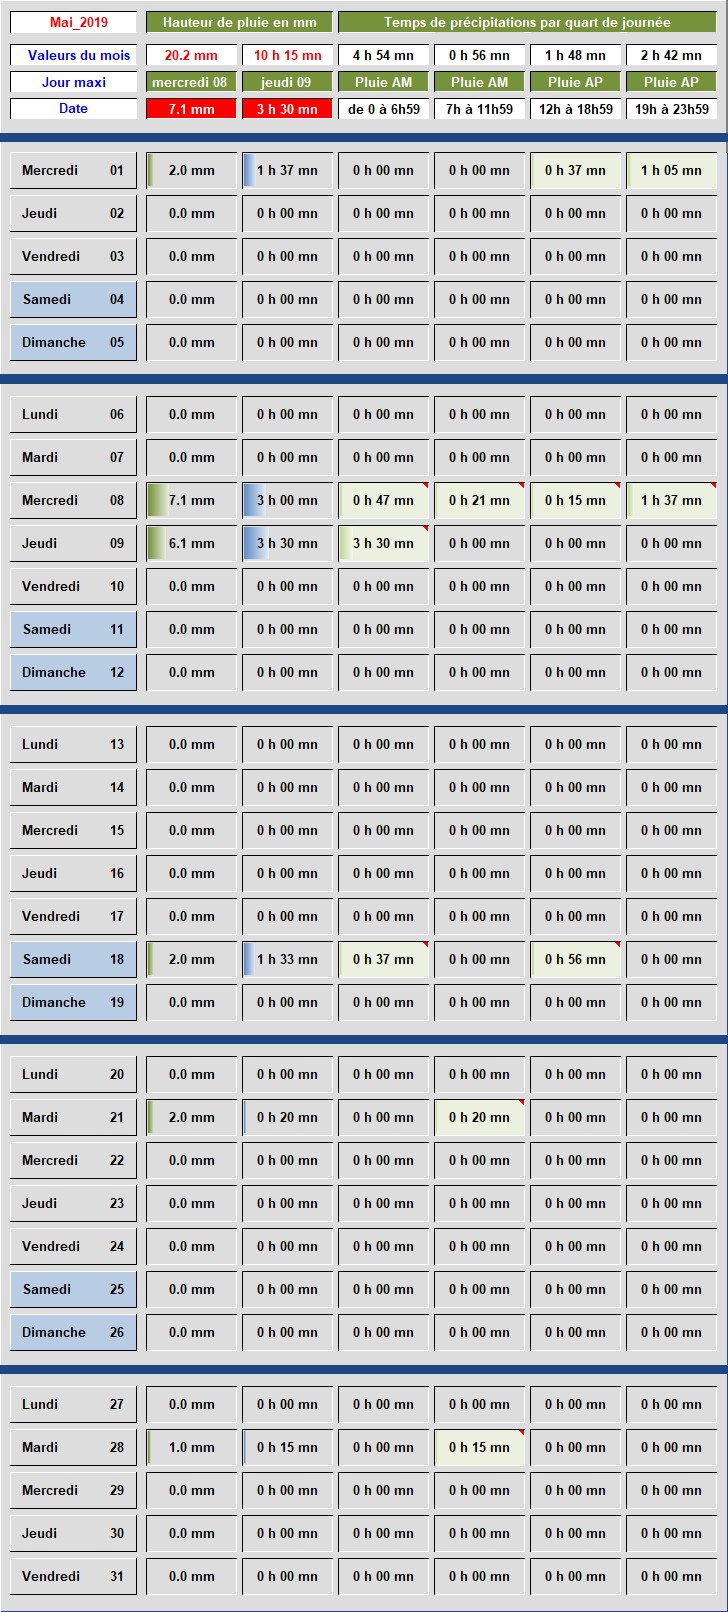 Mai_2019 Hauteur de pluie en mm Temps de précipitations par quart de journée
Valeurs du mois 20.2 mm 10 h 15 mn 4 h 54 mn 0 h 56 mn 1 h 48 mn 2 h 42 mn
Jour maxi mercredi 08 jeudi 09 Pluie AM Pluie AM Pluie AP Pluie AP
Date 7.1 mm 3 h 30 mn de 0 à 6h59 7h à 11h59 12h à 18h59 19h à 23h59
Mercredi 01 2.0 mm 1 h 37 mn 0 h 00 mn 0 h 00 mn 0 h 37 mn 1 h 05 mn
Jeudi 02 0.0 mm 0 h 00 mn 0 h 00 mn 0 h 00 mn 0 h 00 mn 0 h 00 mn
Vendredi 03 0.0 mm 0 h 00 mn 0 h 00 mn 0 h 00 mn 0 h 00 mn 0 h 00 mn
Samedi 04 0.0 mm 0 h 00 mn 0 h 00 mn 0 h 00 mn 0 h 00 mn 0 h 00 mn
Dimanche 05 0.0 mm 0 h 00 mn 0 h 00 mn 0 h 00 mn 0 h 00 mn 0 h 00 mn
Lundi 06 0.0 mm 0 h 00 mn 0 h 00 mn 0 h 00 mn 0 h 00 mn 0 h 00 mn
Mardi 07 0.0 mm 0 h 00 mn 0 h 00 mn 0 h 00 mn 0 h 00 mn 0 h 00 mn
Mercredi 08 7.1 mm 3 h 00 mn 0 h 47 mn 0 h 21 mn 0 h 15 mn 1 h 37 mn
Jeudi 09 6.1 mm 3 h 30 mn 3 h 30 mn 0 h 00 mn 0 h 00 mn 0 h 00 mn
Vendredi 10 0.0 mm 0 h 00 mn 0 h 00 mn 0 h 00 mn 0 h 00 mn 0 h 00 mn
Samedi 11 0.0 mm 0 h 00 mn 0 h 00 mn 0 h 00 mn 0 h 00 mn 0 h 00 mn
Dimanche 12 0.0 mm 0 h 00 mn 0 h 00 mn 0 h 00 mn 0 h 00 mn 0 h 00 mn
Lundi 13 0.0 mm 0 h 00 mn 0 h 00 mn 0 h 00 mn 0 h 00 mn 0 h 00 mn
Mardi 14 0.0 mm 0 h 00 mn 0 h 00 mn 0 h 00 mn 0 h 00 mn 0 h 00 mn
Mercredi 15 0.0 mm 0 h 00 mn 0 h 00 mn 0 h 00 mn 0 h 00 mn 0 h 00 mn
Jeudi 16 0.0 mm 0 h 00 mn 0 h 00 mn 0 h 00 mn 0 h 00 mn 0 h 00 mn
Vendredi 17 0.0 mm 0 h 00 mn 0 h 00 mn 0 h 00 mn 0 h 00 mn 0 h 00 mn
Samedi 18 2.0 mm 1 h 33 mn 0 h 37 mn 0 h 00 mn 0 h 56 mn 0 h 00 mn
Dimanche 19 0.0 mm 0 h 00 mn 0 h 00 mn 0 h 00 mn 0 h 00 mn 0 h 00 mn
Lundi 20 0.0 mm 0 h 00 mn 0 h 00 mn 0 h 00 mn 0 h 00 mn 0 h 00 mn
Mardi 21 2.0 mm 0 h 20 mn 0 h 00 mn 0 h 20 mn 0 h 00 mn 0 h 00 mn
Mercredi 22 0.0 mm 0 h 00 mn 0 h 00 mn 0 h 00 mn 0 h 00 mn 0 h 00 mn
Jeudi 23 0.0 mm 0 h 00 mn 0 h 00 mn 0 h 00 mn 0 h 00 mn 0 h 00 mn
Vendredi 24 0.0 mm 0 h 00 mn 0 h 00 mn 0 h 00 mn 0 h 00 mn 0 h 00 mn
Samedi 25 0.0 mm 0 h 00 mn 0 h 00 mn 0 h 00 mn 0 h 00 mn 0 h 00 mn
Dimanche 26 0.0 mm 0 h 00 mn 0 h 00 mn 0 h 00 mn 0 h 00 mn 0 h 00 mn
Lundi 27 0.0 mm 0 h 00 mn 0 h 00 mn 0 h 00 mn 0 h 00 mn 0 h 00 mn
Mardi 28 1.0 mm 0 h 15 mn 0 h 00 mn 0 h 15 mn 0 h 00 mn 0 h 00 mn
Mercredi 29 0.0 mm 0 h 00 mn 0 h 00 mn 0 h 00 mn 0 h 00 mn 0 h 00 mn
Jeudi 30 0.0 mm 0 h 00 mn 0 h 00 mn 0 h 00 mn 0 h 00 mn 0 h 00 mn
Vendredi 31 0.0 mm 0 h 00 mn 0 h 00 mn 0 h 00 mn 0 h 00 mn 0 h 00 mn